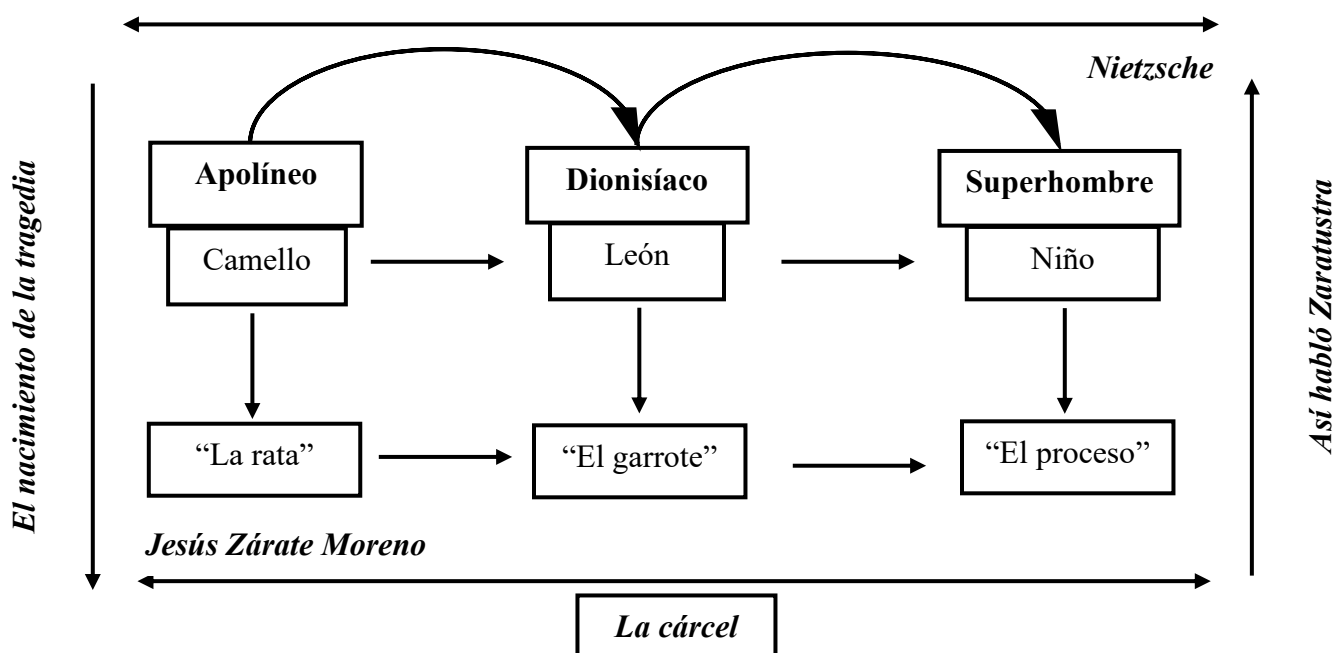 Nietzsche
El nacimiento de la tragedia
Apolíneo
Dionisíaco
Superhombre
Así habló Zaratustra
Camello
León
Niño
“La rata”
“El garrote”
“El proceso”
Jesús Zárate Moreno
La cárcel